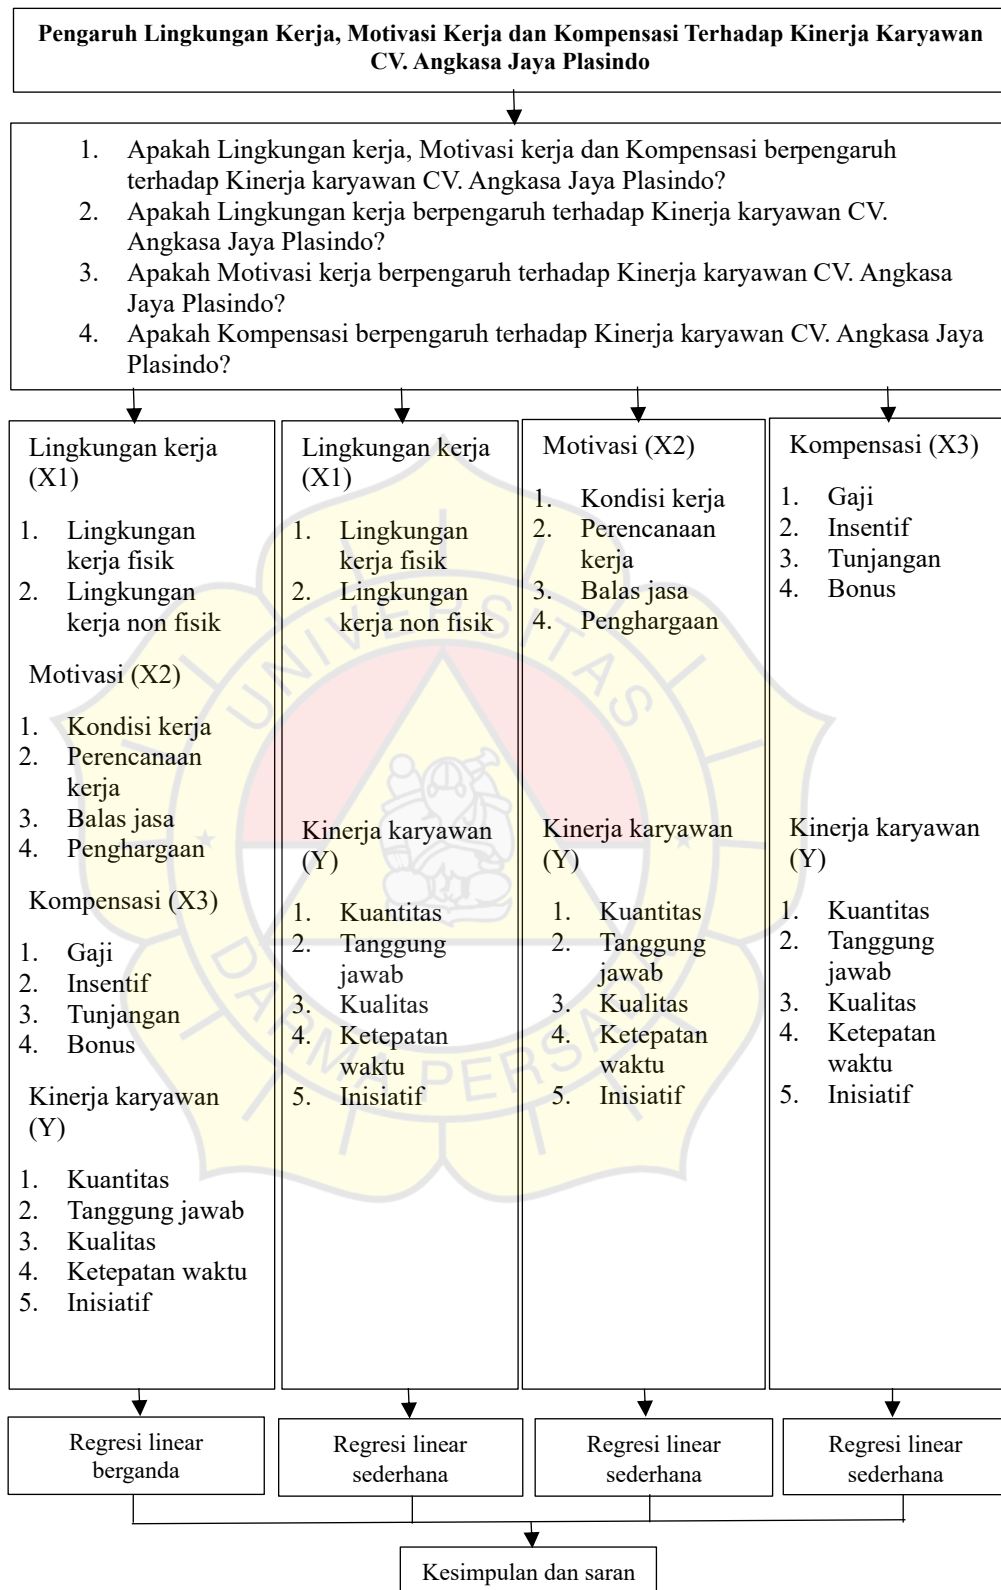 Pengaruh Lingkungan Kerja, Motivasi Kerja dan Kompensasi Terhadap Kinerja Karyawan
CV. Angkasa Jaya Plasindo
1. Apakah Lingkungan kerja, Motivasi kerja dan Kompensasi berpengaruh
terhadap Kinerja karyawan CV. Angkasa Jaya Plasindo?
2. Apakah Lingkungan kerja berpengaruh terhadap Kinerja karyawan CV.
Angkasa Jaya Plasindo?
3. Apakah Motivasi kerja berpengaruh terhadap Kinerja karyawan CV. Angkasa
Jaya Plasindo?
4. Apakah Kompensasi berpengaruh terhadap Kinerja karyawan CV. Angkasa Jaya
Plasindo?
Lingkungan kerja
(X1)
1. Lingkungan
kerja fisik
2. Lingkungan
kerja non fisik
Motivasi (X2)
1. Kondisi kerja
2. Perencanaan
kerja
3. Balas jasa
4. Penghargaan
Kompensasi (X3)
1. Gaji
2. Insentif
3. Tunjangan
4. Bonus
Kinerja karyawan
(Y)
1. Kuantitas
2. Tanggung jawab
3. Kualitas
4. Ketepatan waktu
5. Inisiatif
Lingkungan kerja
(X1)
1. Lingkungan
kerja fisik
2. Lingkungan
kerja non fisik
Kinerja karyawan
(Y)
1. Kuantitas
2. Tanggung
jawab
3. Kualitas
4. Ketepatan
waktu
5. Inisiatif
Motivasi (X2)
1. Kondisi kerja
2. Perencanaan
kerja
3. Balas jasa
4. Penghargaan
Kinerja karyawan
(Y)
1. Kuantitas
2. Tanggung
jawab
3. Kualitas
4. Ketepatan
waktu
5. Inisiatif
Kompensasi (X3)
1. Gaji
2. Insentif
3. Tunjangan
4. Bonus
Kinerja karyawan
(Y)
1. Kuantitas
2. Tanggung
jawab
3. Kualitas
4. Ketepatan
waktu
5. Inisiatif
Regresi linear
berganda
Regresi linear
sederhana
Regresi linear
sederhana
Regresi linear
sederhana
Kesimpulan dan saran
UNIVERSITAS
DARMA PERSADA